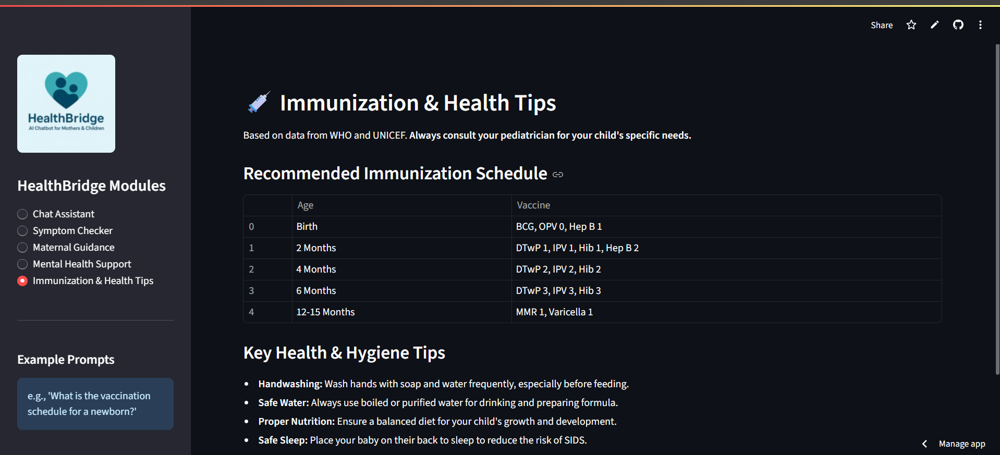 Share
HealthBridge
AI Chatbot for Mothers & Children
HealthBridge Modules
Chat Assistant
Symptom Checker
Maternal Guidance
Mental Health Support
Immunization & Health Tips
Example Prompts
e.g., 'What is the vaccination
schedule for a newborn?'
Immunization & Health Tips
Based on data from WHO and UNICEF. Always consult your pediatrician for your child's specific needs.
Recommended Immunization Schedule
Age Vaccine
0 Birth BCG, OPV 0, Hep B 1
1 2 Months DTwP 1, IPV 1, Hib 1, Hep B 2
2 4 Months DTwP 2, IPV 2, Hib 2
3 6 Months DTwP 3, IPV 3, Hib 3
4 12-15 Months MMR 1, Varicella 1
Key Health & Hygiene Tips
• Handwashing: Wash hands with soap and water frequently, especially before feeding.
• Safe Water: Always use boiled or purified water for drinking and preparing formula.
• Proper Nutrition: Ensure a balanced diet for your child's growth and development.
• Safe Sleep: Place your baby on their back to sleep to reduce the risk of SIDS.
Manage app